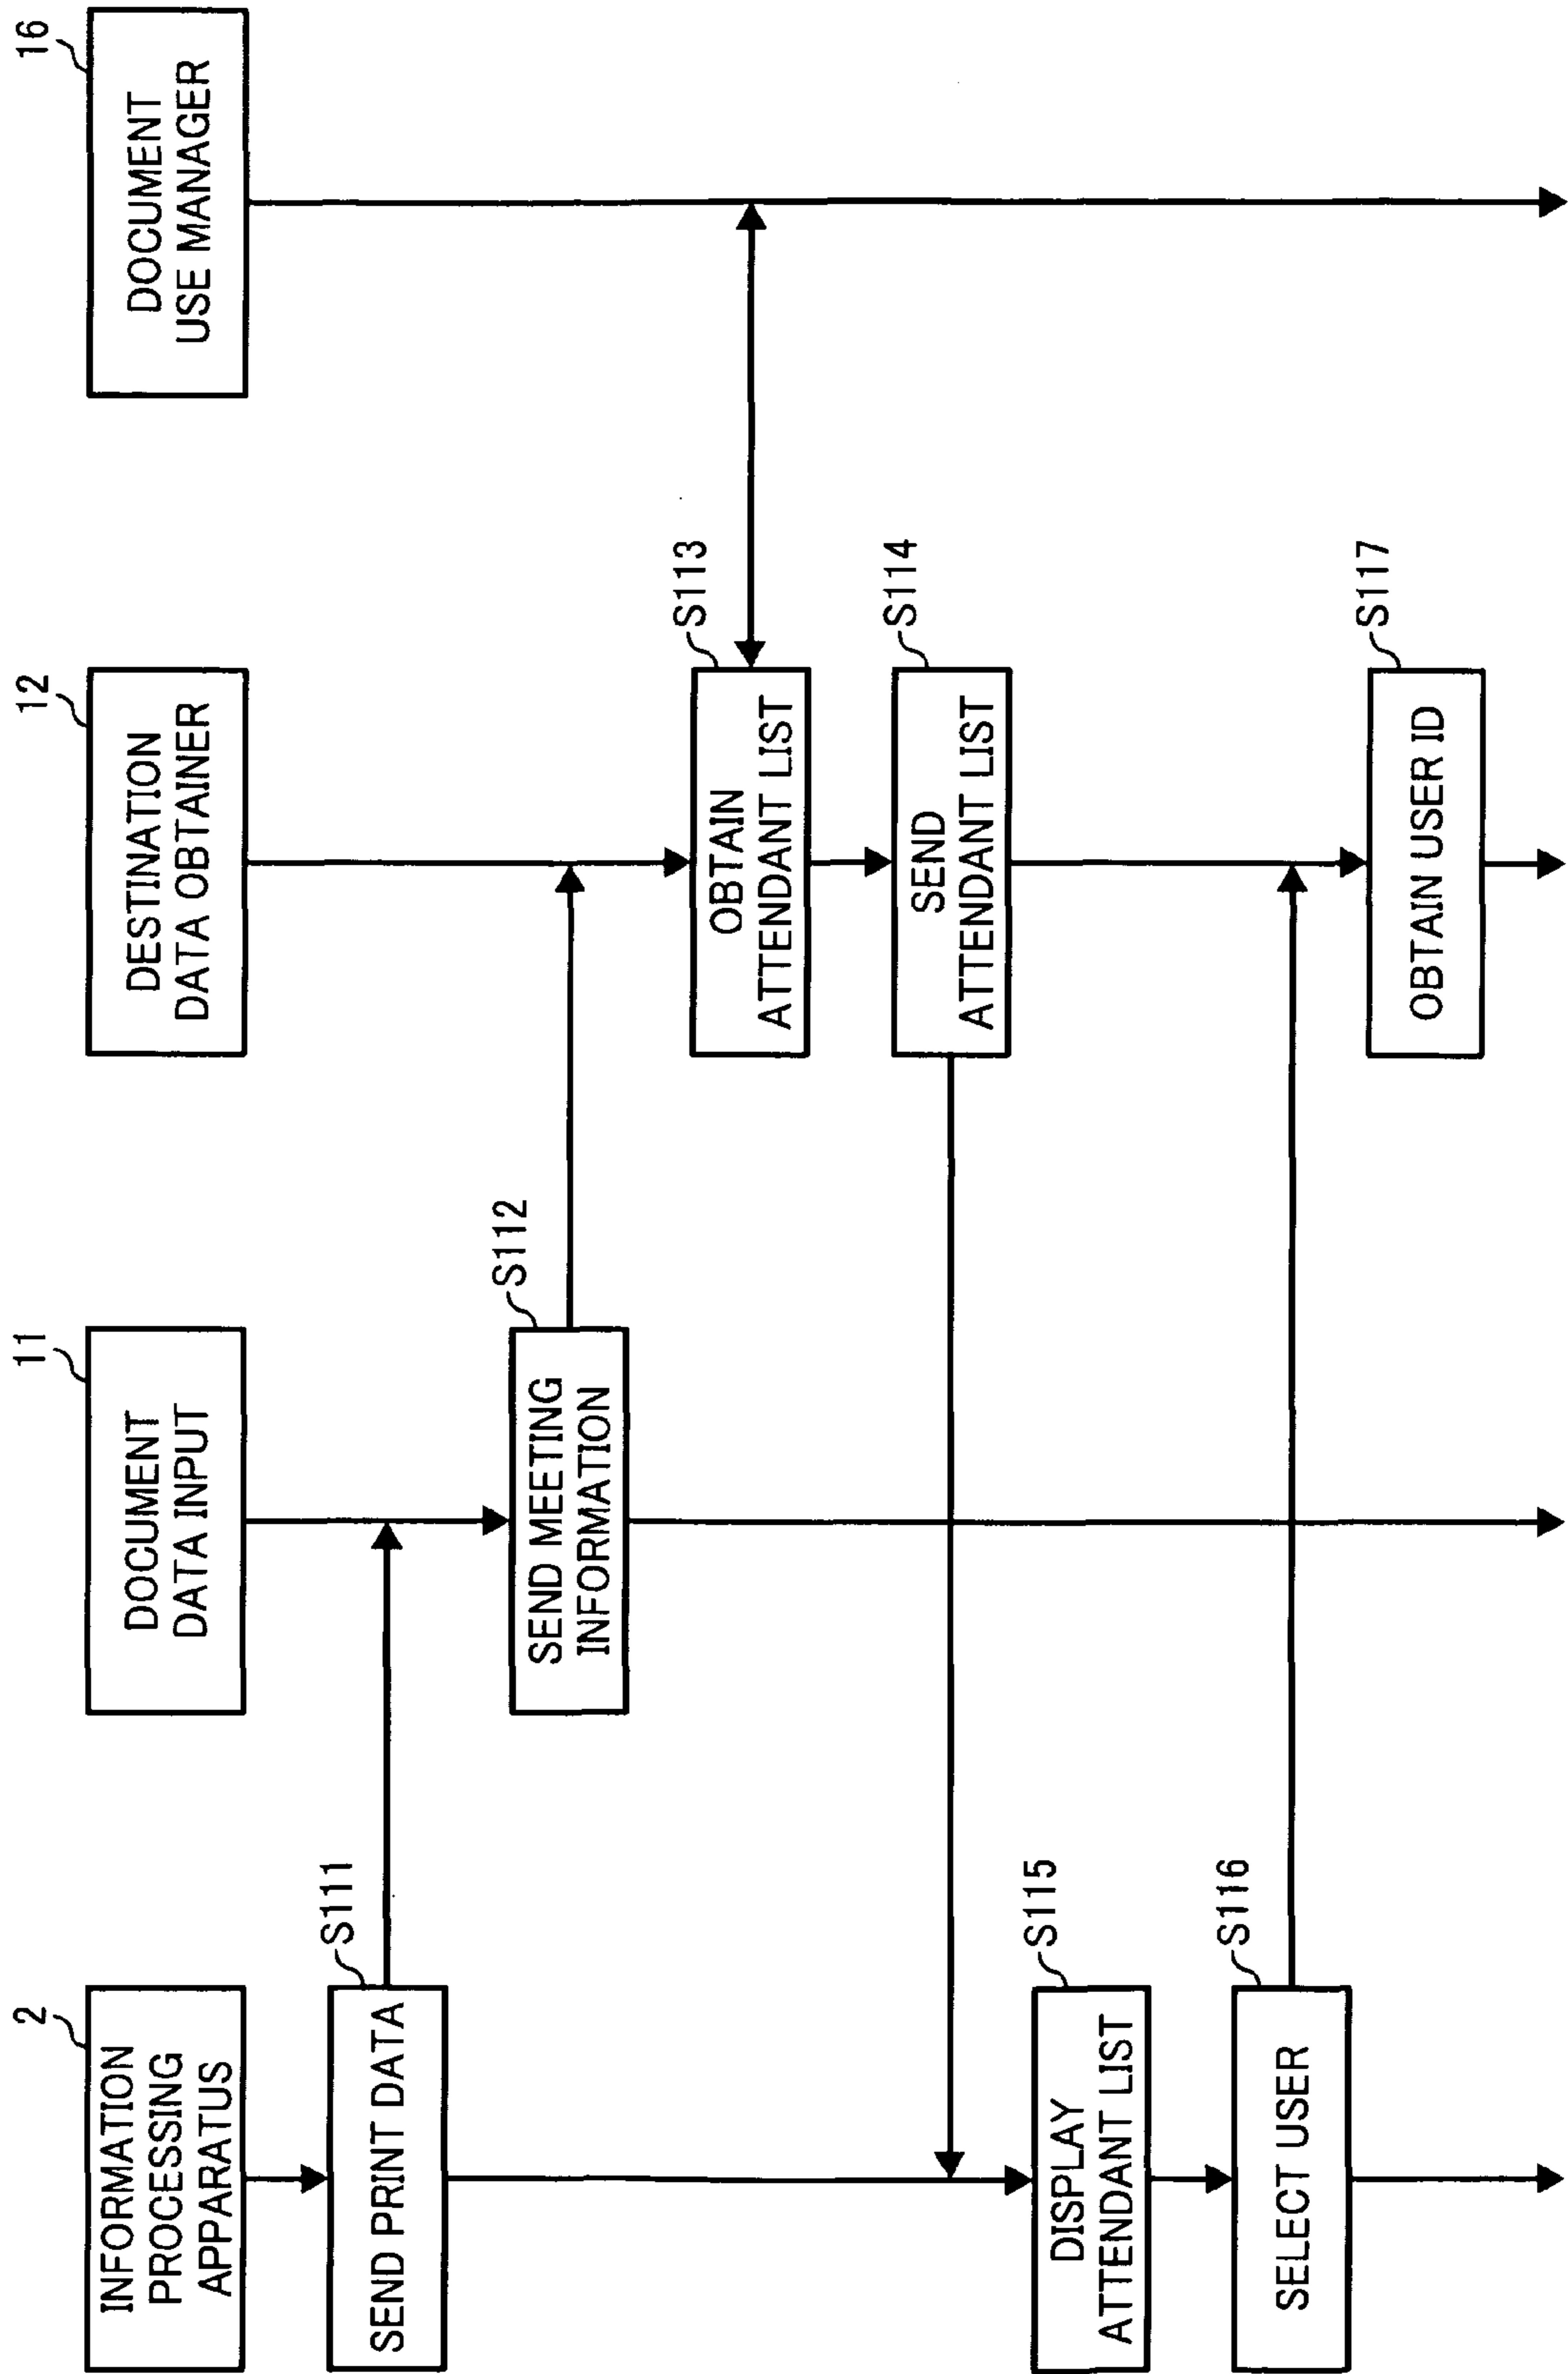 2
INFORMATION
PROCESSING
APPARATUS
11
DOCUMENT
DATA INPUT
12
DESTINATION
DATA OBTAINER
16
DOCUMENT
USE MANAGER
S111
SEND PRINT DATA
S112
SEND MEETING
INFORMATION
S113
OBTAIN
ATTENDANT LIST
S114
SEND
ATTENDANT LIST
S115
DISPLAY
ATTENDANT LIST
S116
SELECT USER
S117
OBTAIN USER ID